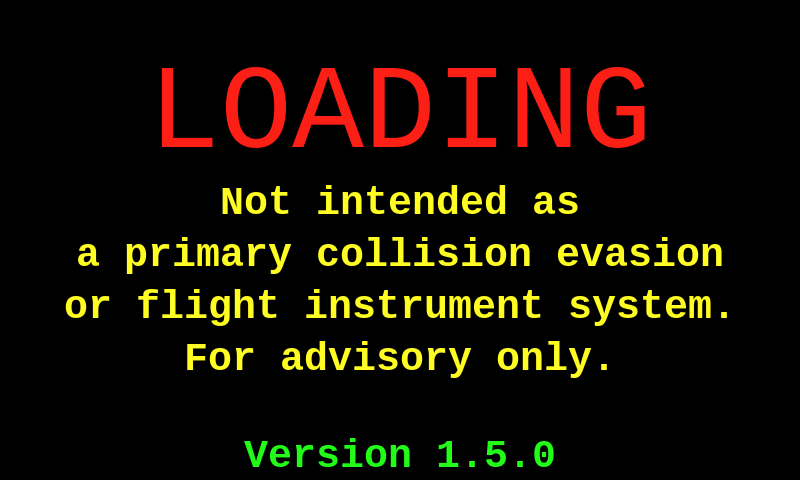 LOADING
Not intended as
a primary collision evasion
or flight instrument system.
For advisory only.
Version 1.5.0